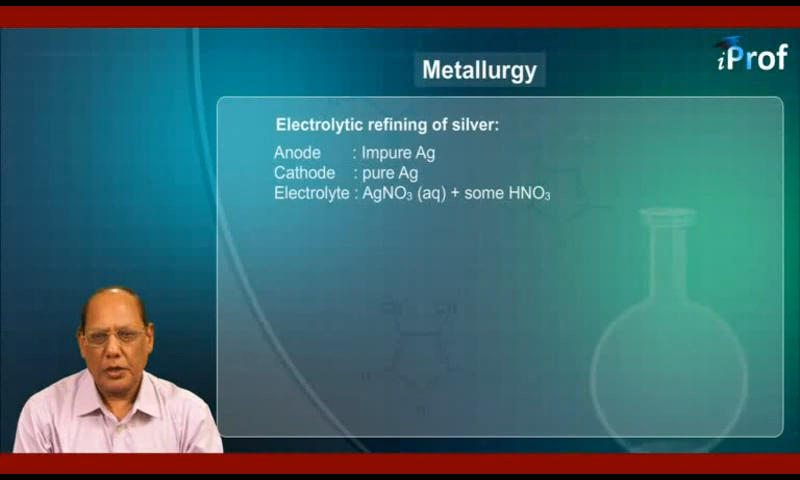 iProf
Metallurgy
Electrolytic refining of silver:
Anode : Impure Ag
Cathode : pure Ag
Electrolyte : AgNO₃ (aq) + some HNO₃